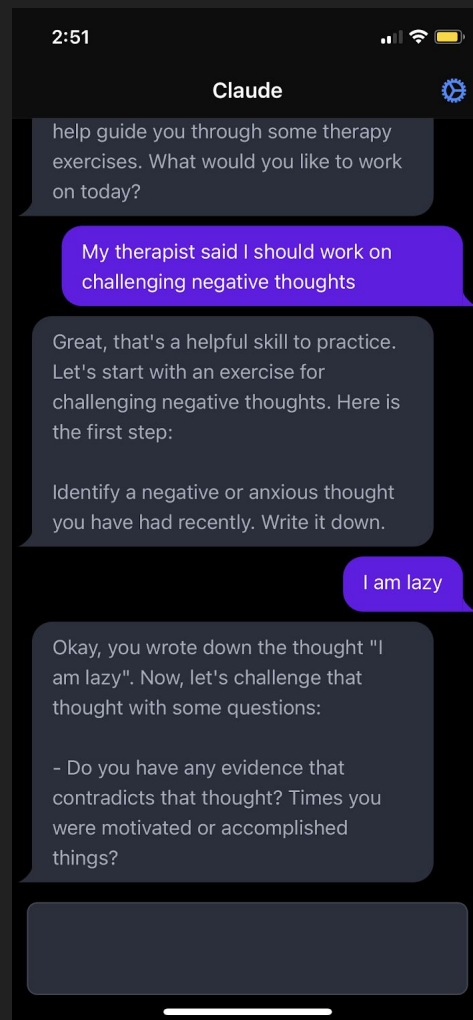 2:51
Claude
help guide you through some therapy
exercises. What would you like to work
on today?
My therapist said I should work on
challenging negative thoughts
Great, that's a helpful skill to practice.
Let's start with an exercise for
challenging negative thoughts. Here is
the first step:
Identify a negative or anxious thought
you have had recently. Write it down.
I am lazy
Okay, you wrote down the thought "I
am lazy". Now, let's challenge that
thought with some questions:
- Do you have any evidence that
contradicts that thought? Times you
were motivated or accomplished
things?